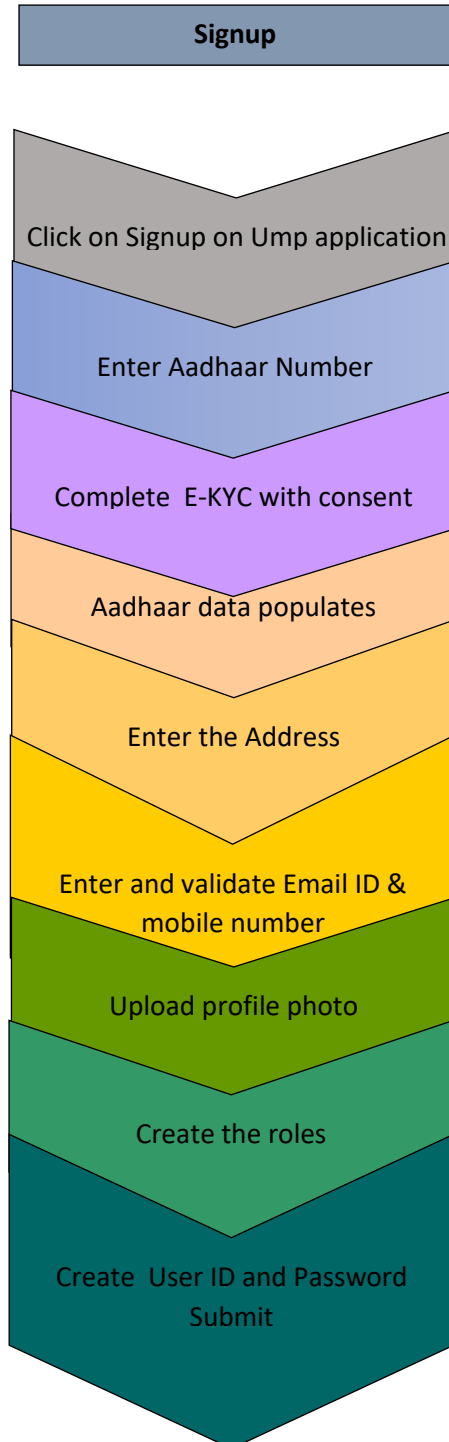 Signup
Click on Signup on Ump application
Enter Aadhaar Number
Complete  E-KYC with consent
Aadhaar data populates
Enter the Address
Enter and validate Email ID &
mobile number
Upload profile photo
Create the roles
Create  User ID and Password
Submit